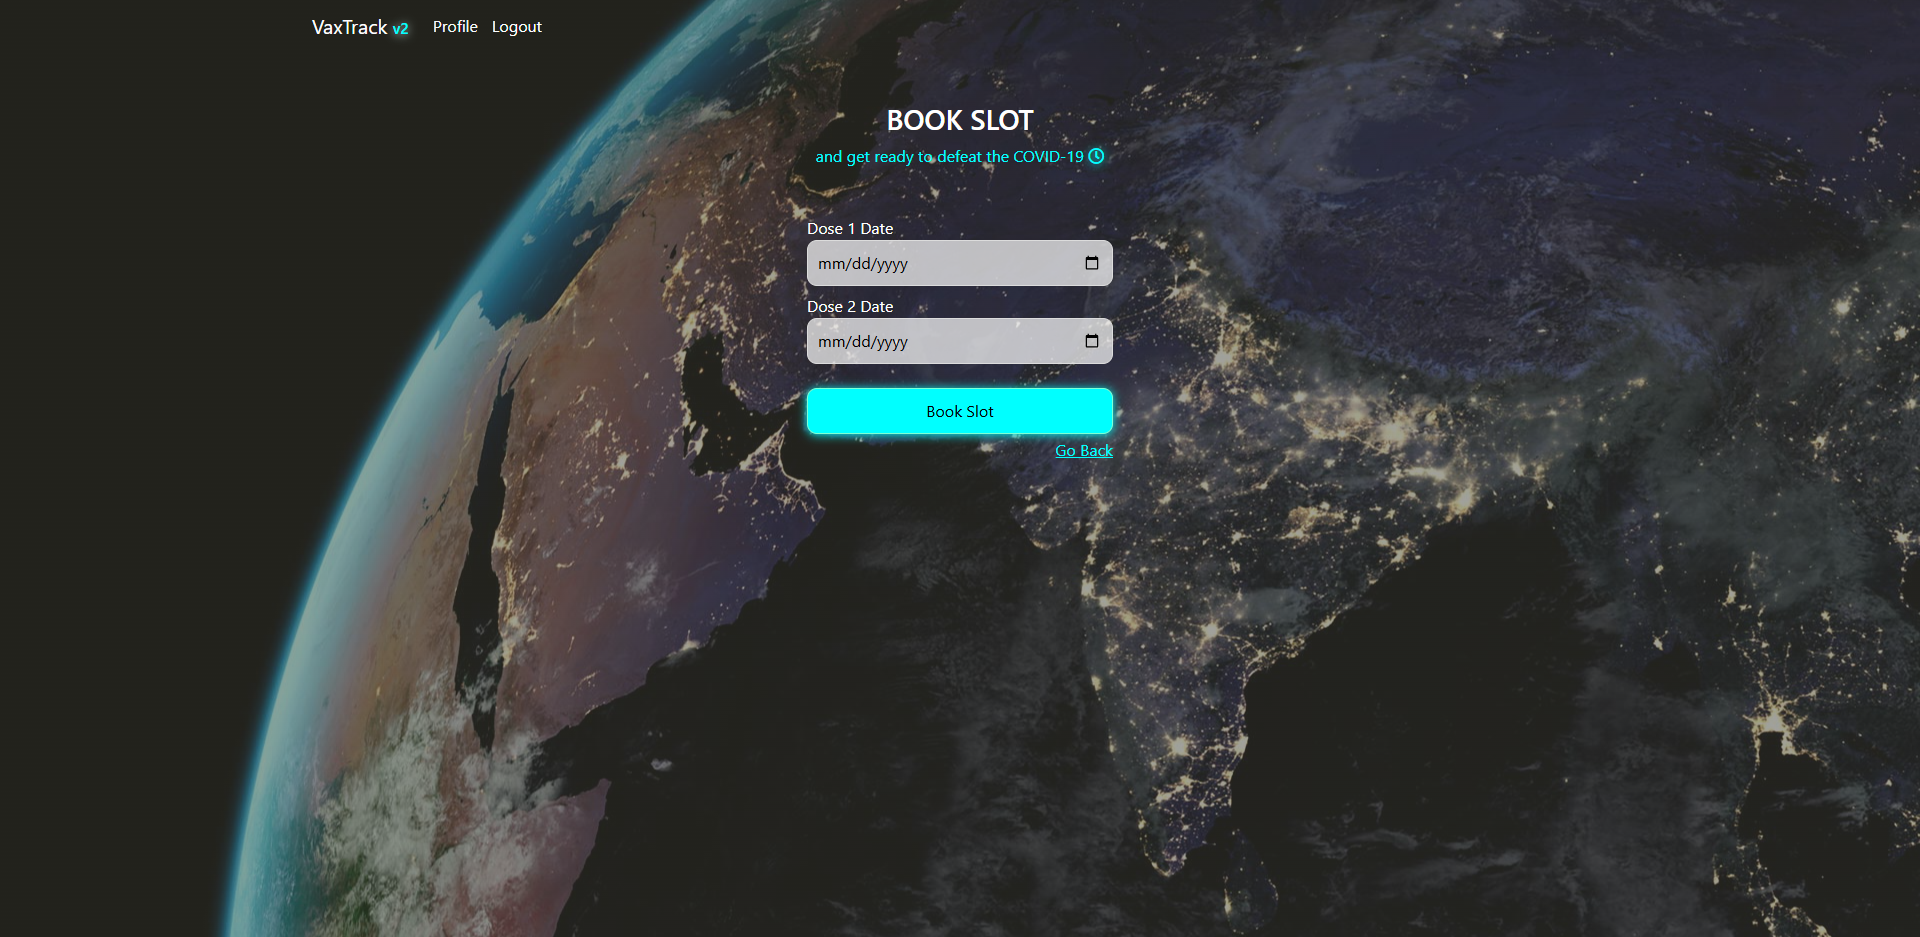 VaxTrack v2 Profile Logout
BOOK SLOT
and get ready to defeat the COVID-19
Dose 1 Date
mm/dd/yyyy
Dose 2 Date
mm/dd/yyyy
Book Slot
Go Back